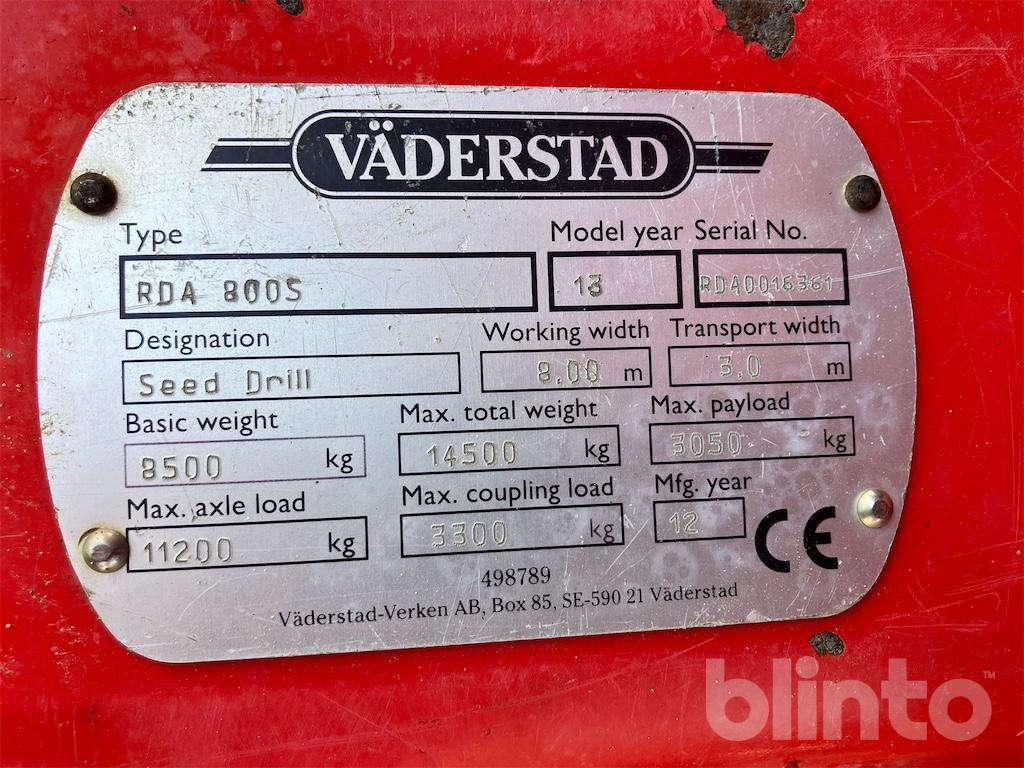 VÄDERSTAD
Type Model year Serial No.
RDA 800S 13 RDA0016361
Designation Working width Transport width
Seed Drill 8.00 m 3.0 m
Basic weight Max. total weight Max. payload
8500 kg 14500 kg 3050 kg
Max. axle load Max. coupling load Mfg. year
11200 kg 3300 kg 12 CE
498789
Väderstad-Verken AB, Box 85, SE-590 21 Väderstad
blinto™